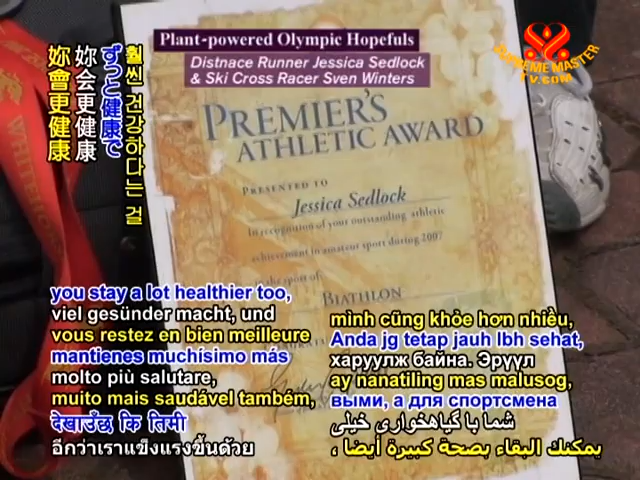 Plant-powered Olympic Hopefuls
Distnace Runner Jessica Sedlock
& Ski Cross Racer Sven Winters
SUPREME MASTER
TV.COM
훨씬 건강하다는 걸
ずっと健康で
妳会更健康
妳會更健康
WHITE
PREMIER'S
ATHLETIC AWARD
PRESENTED TO
Jessica Sedlock
In recognition of your outstanding athletic
achievement in amateur sport during 2007
in the sport of:
BIATHLON
you stay a lot healthier too,
viel gesünder macht, und
vous restez en bien meilleure
mantienes muchísimo más
molto più salutare,
muito mais saudável também,
देखाउँछ कि तिमी
อีกว่าเราแข็งแรงขึ้นด้วย
mình cũng khỏe hơn nhiều,
Anda jg tetap jauh lbh sehat,
харуулж байна. Эрүүл
ay nanatiling mas malusog,
выми, а для спортсмена
شما با گیاهخواری خیلی
يمكنك البقاء بصحة كبيرة أيضا ،